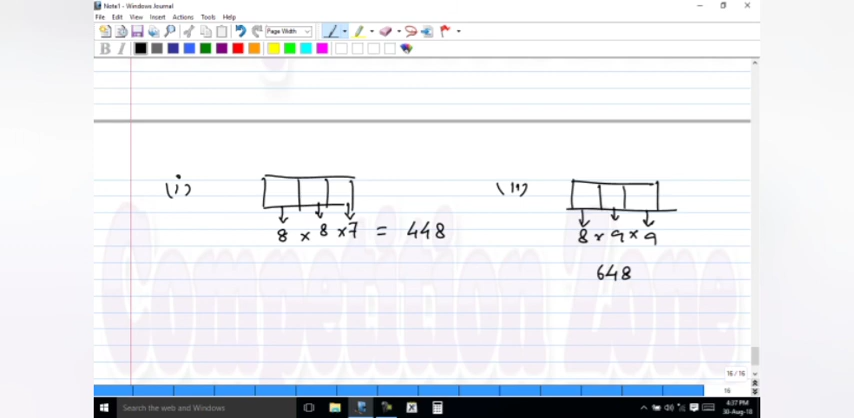 Note1 - Windows Journal
File Edit View Insert Actions Tools Help
Page Width
B I
(i)
(ii)
8 × 8 × 7 = 448
8 × 9 × 9
648
Competition Zone
16 / 16
16
Search the web and Windows
4:37 PM
30-Aug-18